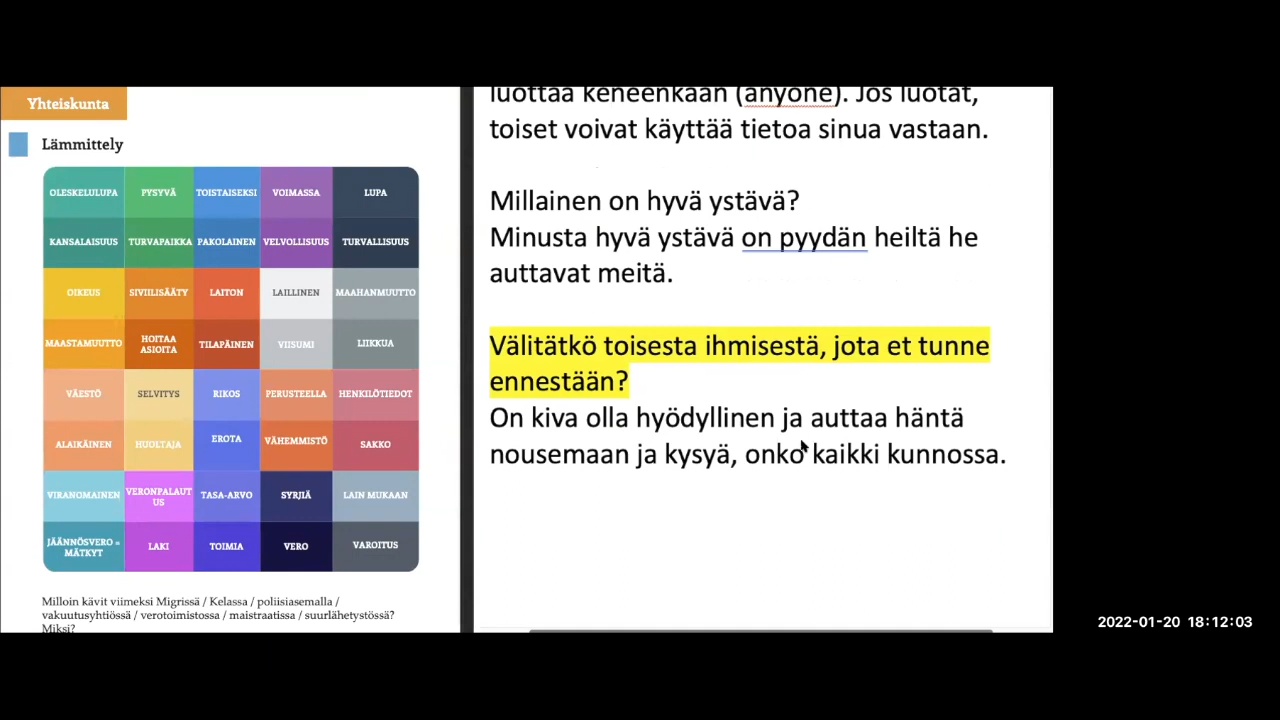 Yhteiskunta
Lämmittely
OLESKELULUPA PYSYVÄ TOISTAISEKSI VOIMASSA LUPA
KANSALAISUUS TURVAPAIKKA PAKOLAINEN VELVOLLISUUS TURVALLISUUS
OIKEUS SIVIILISÄÄTY LAITON LAILLINEN MAAHANMUUTTO
MAASTAMUUTTO HOITAA ASIOITA TILAPÄINEN VIISUMI LIIKKUA
VÄESTÖ SELVITYS RIKOS PERUSTEELLA HENKILÖTIEDOT
ALAIKÄINEN HUOLTAJA EROTA VÄHEMMISTÖ SAKKO
VIRANOMAINEN VERONPALAUTUS TASA-ARVO SYRJIÄ LAIN MUKAAN
JÄÄNNÖSVERO = MÄTKYT LAKI TOIMIA VERO VAROITUS
Milloin kävit viimeksi Migrissä / Kelassa / poliisiasemalla /
vakuutusyhtiössä / verotoimistossa / maistraatissa / suurlähetystössä?
Miksi?
luottaa keneenkään (anyone). Jos luotat,
toiset voivat käyttää tietoa sinua vastaan.
Millainen on hyvä ystävä?
Minusta hyvä ystävä on pyydän heiltä he
auttavat meitä.
Välitätkö toisesta ihmisestä, jota et tunne
ennestään?
On kiva olla hyödyllinen ja auttaa häntä
nousemaan ja kysyä, onko kaikki kunnossa.
2022-01-20 18:12:03